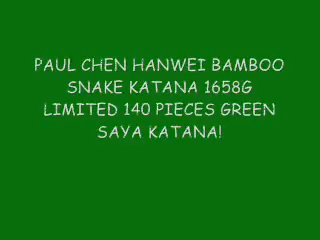 PAUL CHEN HANWEI BAMBOO
SNAKE KATANA 1658G
LIMITED 140 PIECES GREEN
SAYA KATANA!